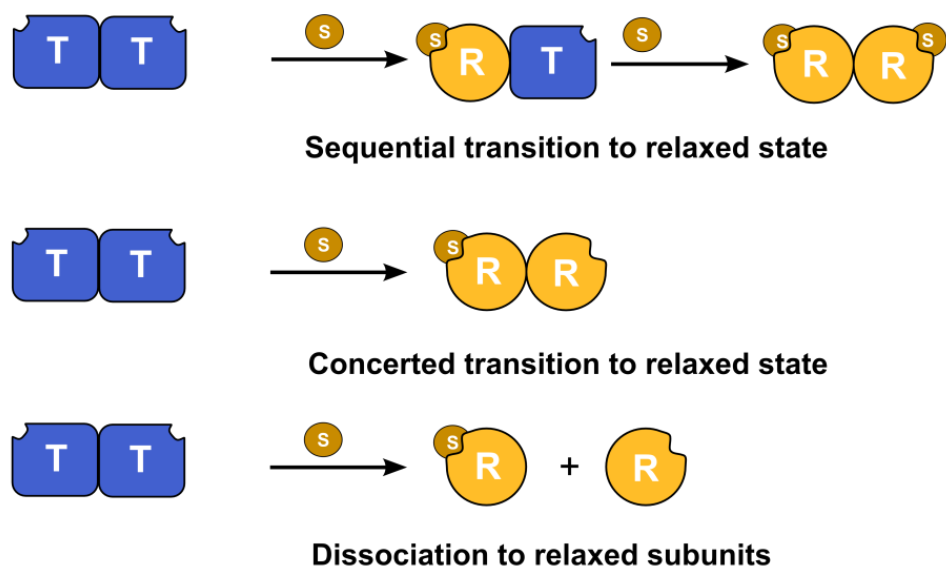 T T S S R T S S R R S
Sequential transition to relaxed state
T T S S R R
Concerted transition to relaxed state
T T S S R + R
Dissociation to relaxed subunits